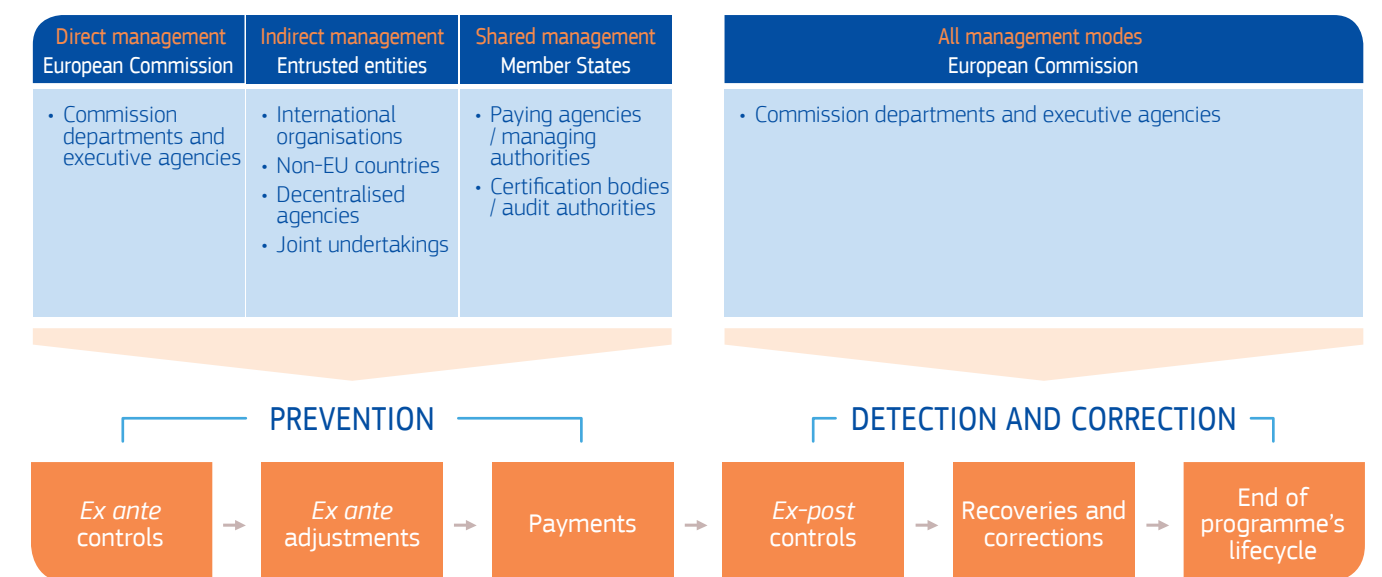 Direct management
European Commission
Indirect management
Entrusted entities
Shared management
Member States
All management modes
European Commission
• Commission
departments and
executive agencies
• International
organisations
• Non-EU countries
• Decentralised
agencies
• Joint undertakings
• Paying agencies
/ managing
authorities
• Certification bodies
/ audit authorities
• Commission departments and executive agencies
PREVENTION
DETECTION AND CORRECTION
Ex ante
controls
Ex ante
adjustments
Payments
Ex-post
controls
Recoveries and
corrections
End of
programme's
lifecycle